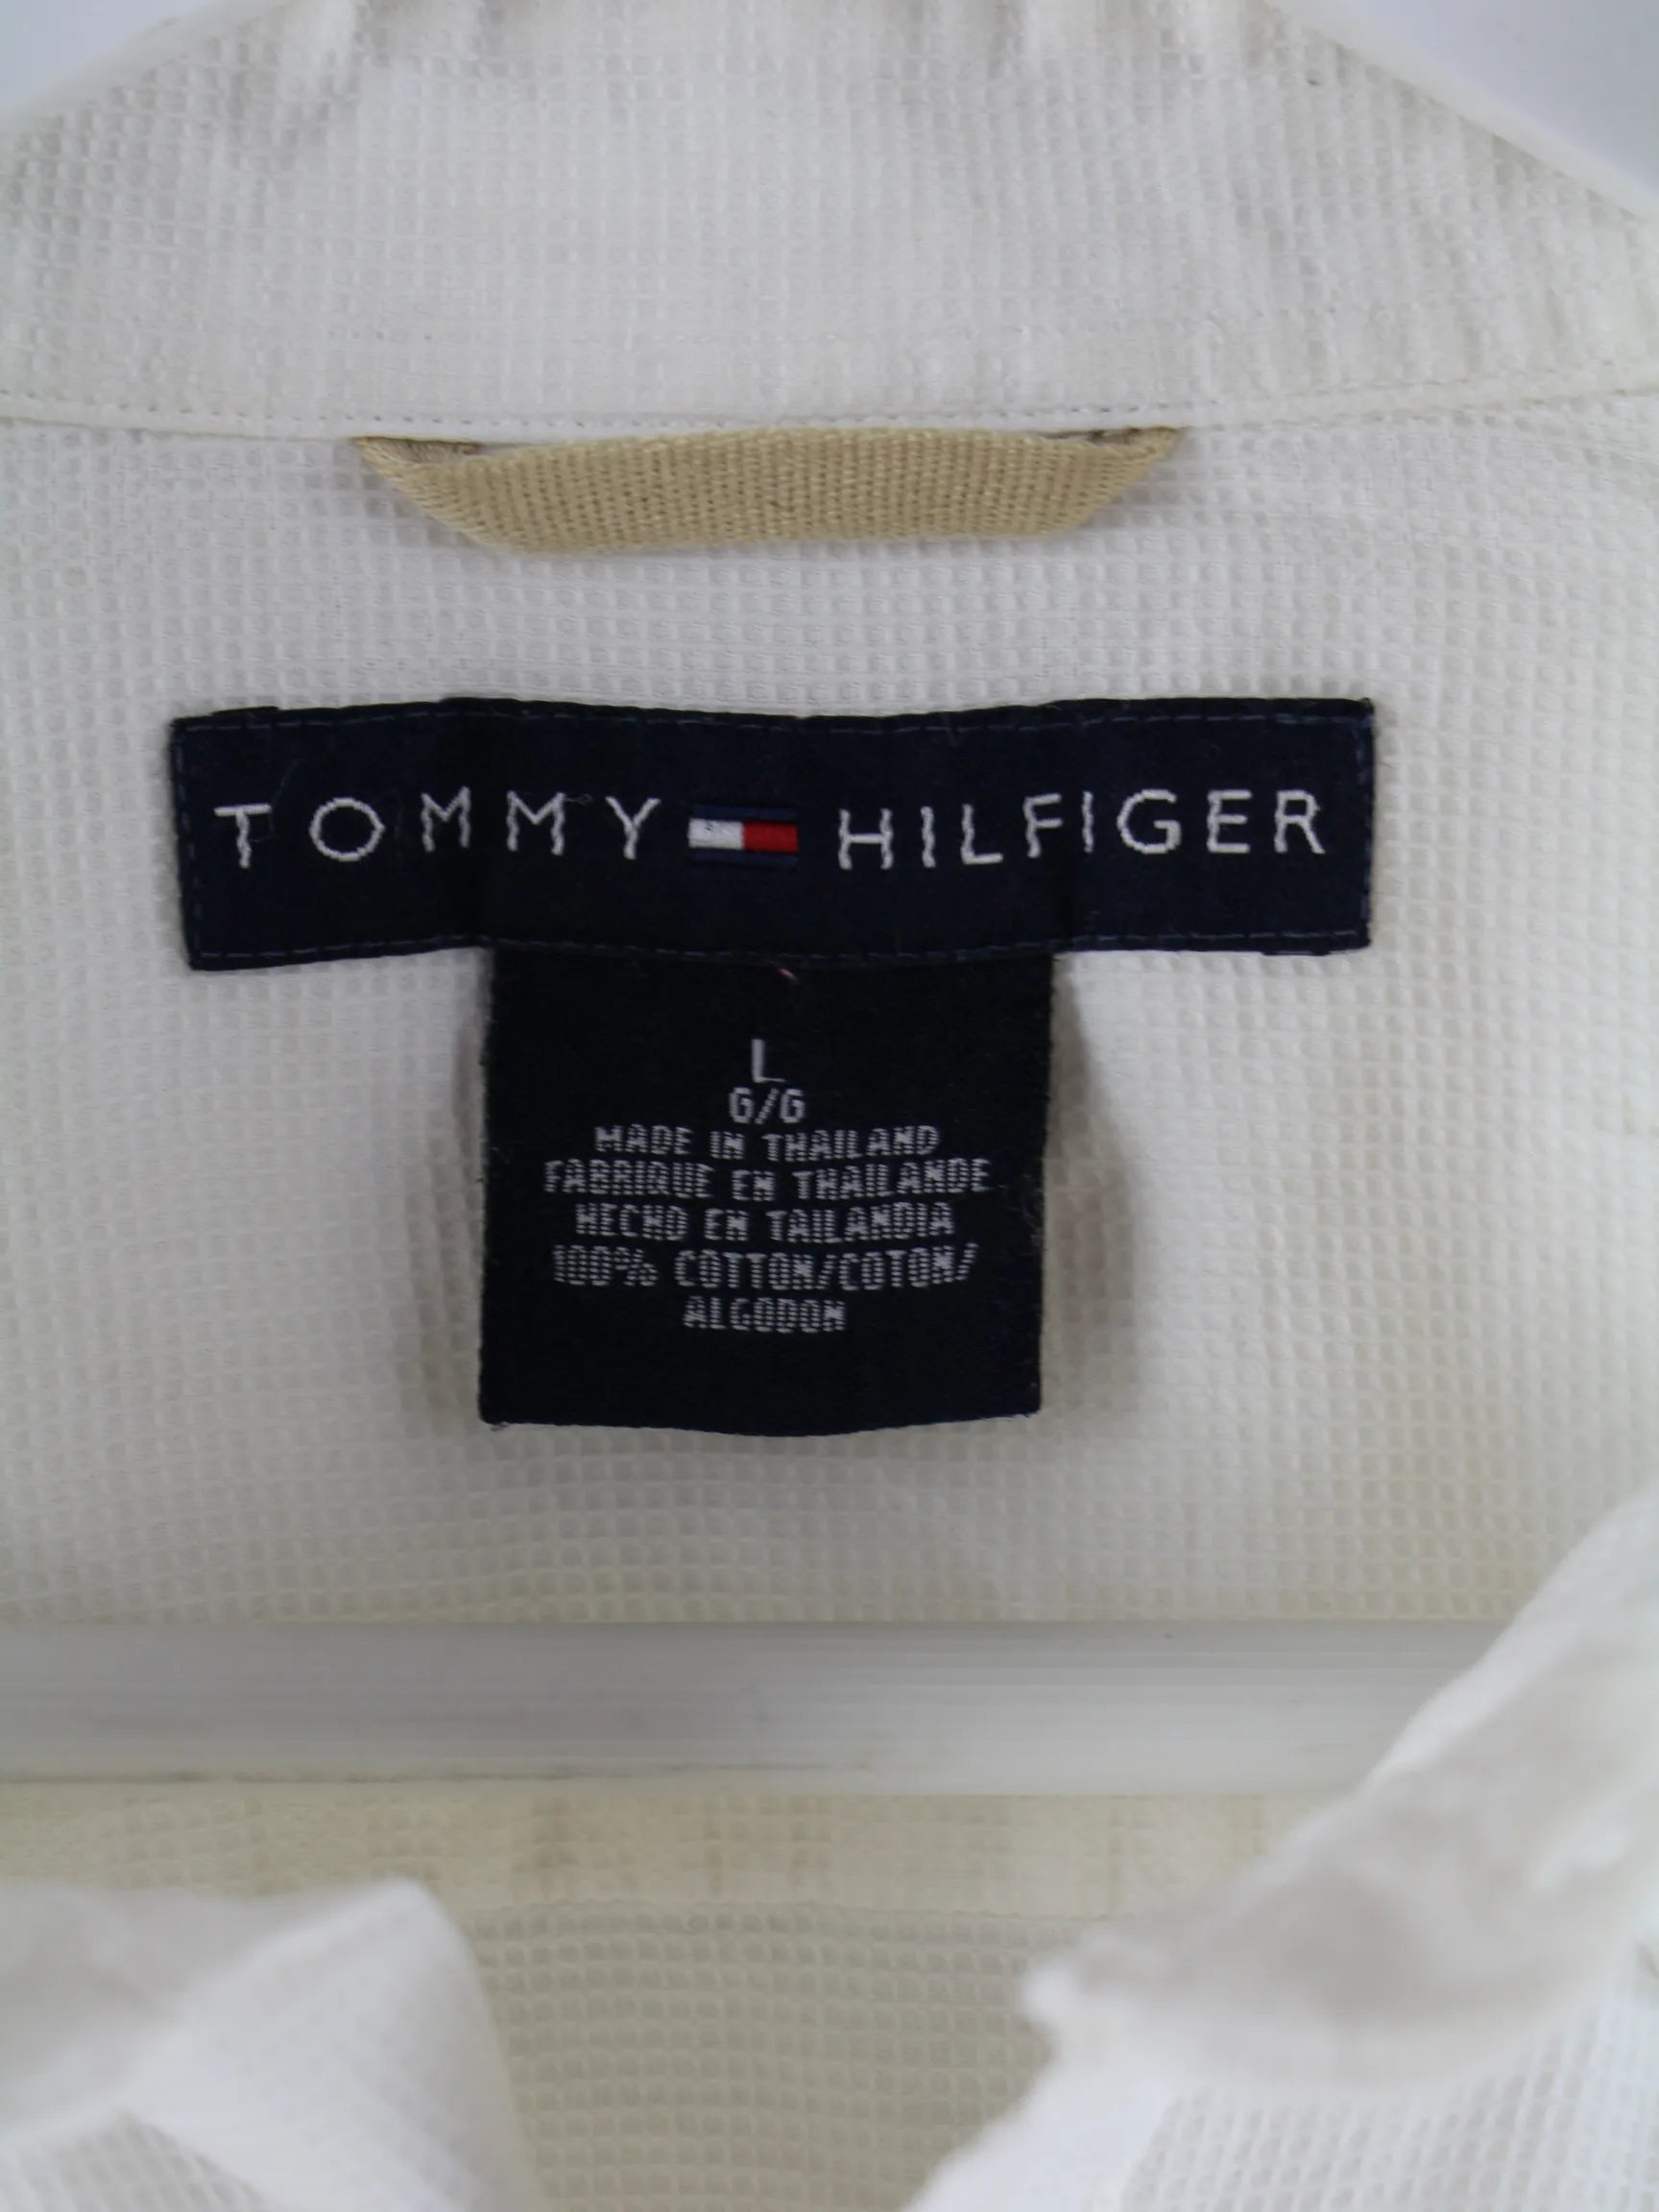 TOMMY HILFIGER
L
G/G
MADE IN THAILAND
FABRIQUE EN THAILANDE
HECHO EN TAILANDIA
100% COTTON/COTON/
ALGODON